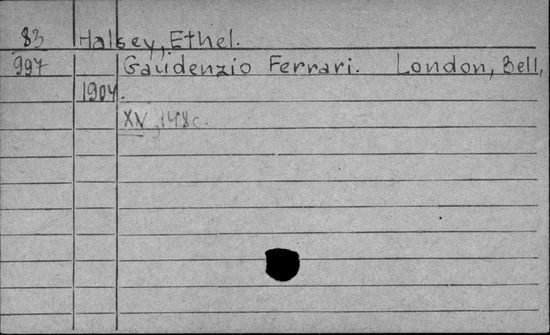 83 Halsey, Ethel.
997 Gaudenzio Ferrari. London, Bell,
1904.
XV, 148 c.